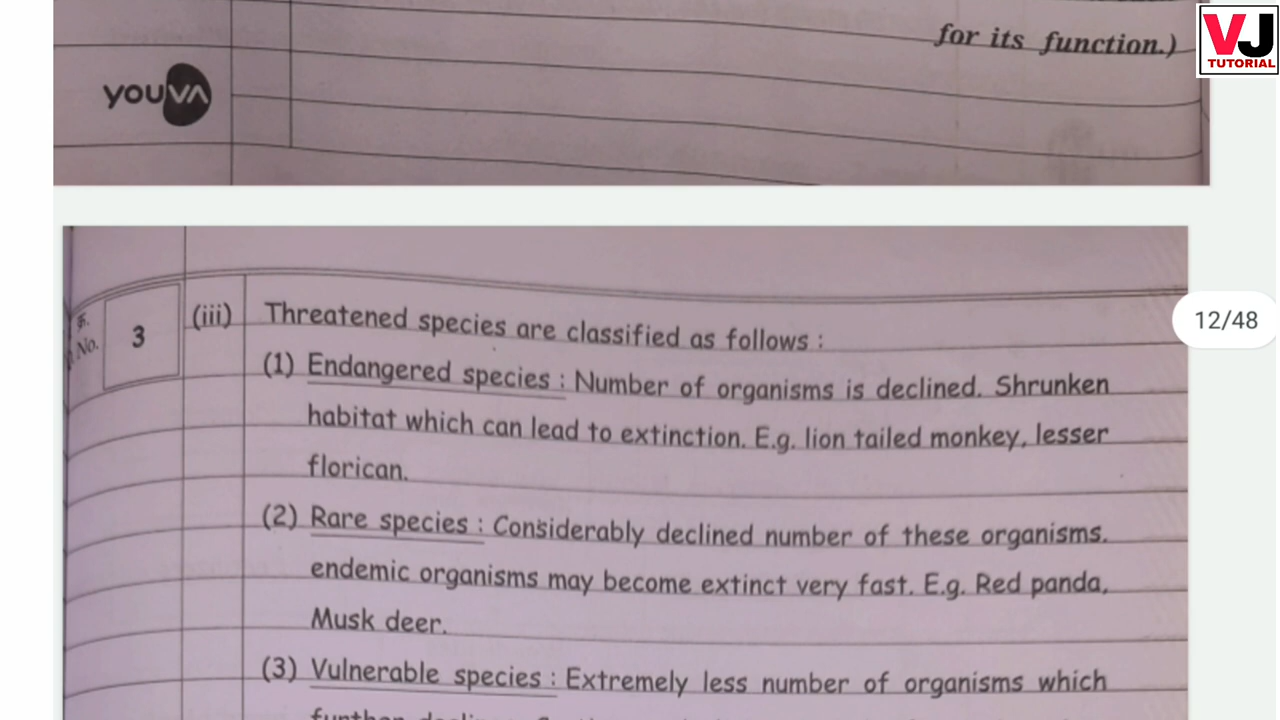 for its function.)
VJ
TUTORIAL
youva
क्र.
No.
3
(iii) Threatened species are classified as follows :
(1) Endangered species : Number of organisms is declined. Shrunken
habitat which can lead to extinction. E.g. lion tailed monkey, lesser
florican.
12/48
(2) Rare species : Considerably declined number of these organisms.
endemic organisms may become extinct very fast. E.g. Red panda,
Musk deer.
(3) Vulnerable species : Extremely less number of organisms which
further